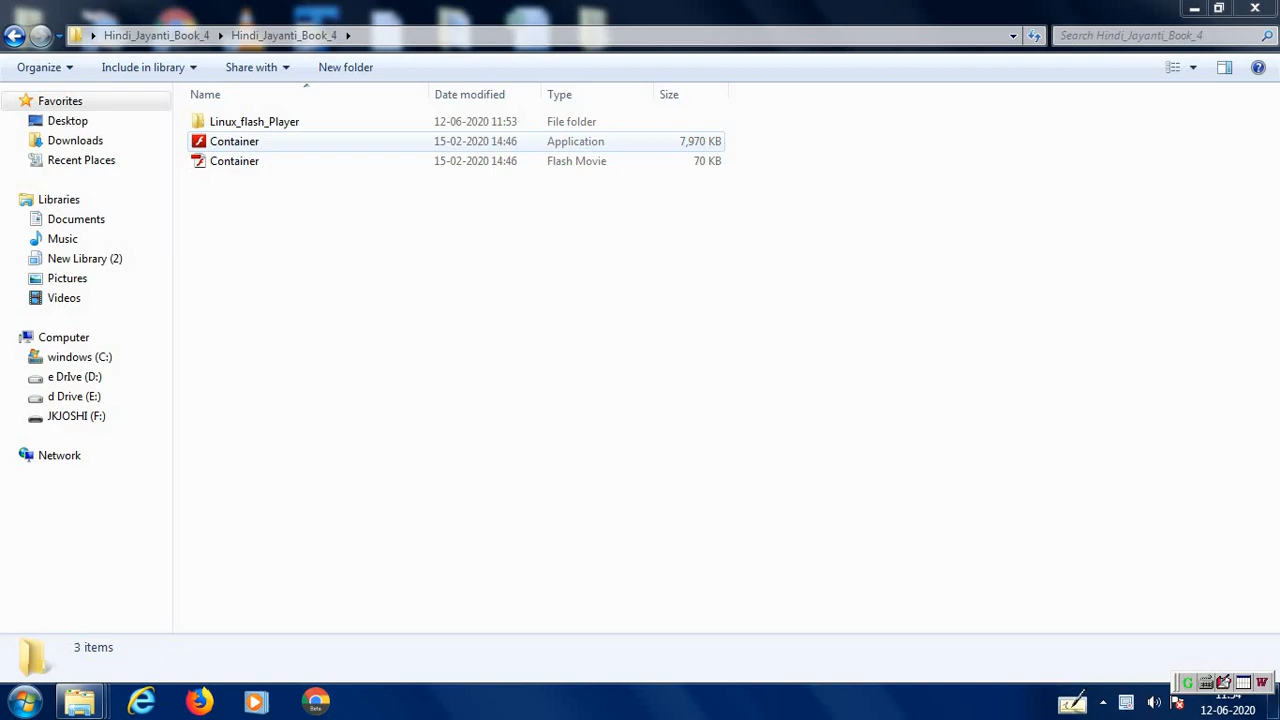 Hindi_Jayanti_Book_4 Hindi_Jayanti_Book_4
Search Hindi_Jayanti_Book_4
Organize Include in library Share with New folder
Name Date modified Type Size
Linux_flash_Player 12-06-2020 11:53 File folder
Container 15-02-2020 14:46 Application 7,970 KB
Container 15-02-2020 14:46 Flash Movie 70 KB
Favorites
Desktop
Downloads
Recent Places
Libraries
Documents
Music
New Library (2)
Pictures
Videos
Computer
windows (C:)
e DrIve (D:)
d Drive (E:)
JKJOSHI (F:)
Network
3 items
Beta
G W
12-06-2020